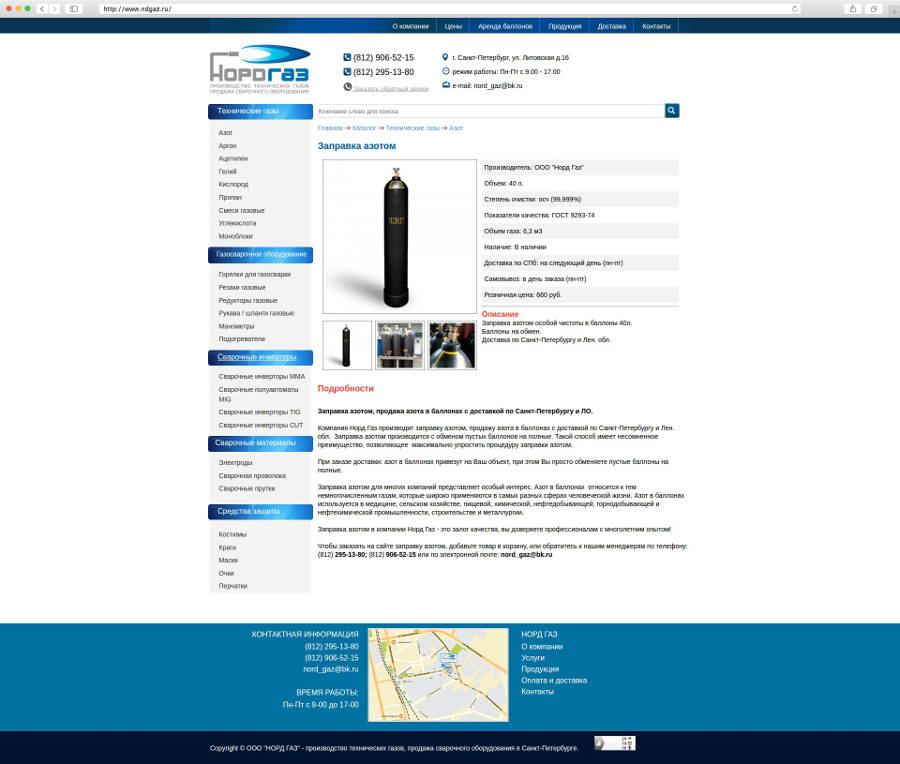 http://www.ndgaz.ru/
О компании
Цены
Аренда баллонов
Продукция
Доставка
Контакты
НОРДГАЗ
ПРОИЗВОДСТВО ТЕХНИЧЕСКИХ ГАЗОВ
ПРОДАЖА СВАРОЧНОГО ОБОРУДОВАНИЯ
(812) 906-52-15
(812) 295-13-80
Заказать обратный звонок
г. Санкт-Петербург, ул. Литовская д.16
режим работы: Пн-Пт с 9.00 - 17.00
e-mail: nord_gaz@bk.ru
Технические газы
Азот
Аргон
Ацетилен
Гелий
Кислород
Пропан
Смеси газовые
Углекислота
Моноблоки
Газосварочное оборудование
Горелки для газосварки
Резаки газовые
Редукторы газовые
Рукава / шланги газовые
Манометры
Подогреватели
Сварочные инверторы
Сварочные инверторы MMA
Сварочные полуавтоматы
MIG
Сварочные инверторы TIG
Сварочные инверторы CUT
Сварочные материалы
Электроды
Сварочная проволока
Сварочные прутки
Средства защиты
Костюмы
Краги
Маски
Очки
Перчатки
Ключевое слово для поиска
Главная -> Каталог -> Технические газы -> Азот
Заправка азотом
АЗОТ
Производитель: ООО "Норд Газ"
Объем: 40 л.
Степень очистки: осч (99,999%)
Показатели качества: ГОСТ 9293-74
Объем газа: 6,3 м3
Наличие: В наличии
Доставка по СПб: на следующий день (пн-пт)
Самовывоз: в день заказа (пн-пт)
Розничная цена: 660 руб.
Описание
Заправка азотом особой чистоты в баллоны 40л.
Баллоны на обмен.
Доставка по Санкт-Петербургу и Лен. обл.
Подробности
Заправка азотом, продажа азота в баллонах с доставкой по Санкт-Петербургу и ЛО.
Компания Норд Газ производит заправку азотом, продажу азота в баллонах с доставкой по Санкт-Петербургу и Лен.
обл. Заправка азотом производится с обменом пустых баллонов на полные. Такой способ имеет несомненное
преимущество, позволяющее максимально упростить процедуру заправки азотом.
При заказе доставки: азот в баллонах привезут на Ваш объект, при этом Вы просто обменяете пустые баллоны на
полные.
Заправка азотом для многих компаний представляет особый интерес. Азот в баллонах относится к тем
немногочисленным газам, которые широко применяются в самых разных сферах человеческой жизни. Азот в баллонах
используется в медицине, сельском хозяйстве, пищевой, химической, нефтедобывающей, горнодобывающей и
нефтехимической промышленности, строительстве и металлургии.
Заправка азотом в компании Норд Газ - это залог качества, вы доверяете профессионалам с многолетним опытом!
Чтобы заказать на сайте заправку азотом, добавьте товар в корзину, или обратитесь к нашим менеджерам по телефону:
(812) 295-13-80; (812) 906-52-15 или по электронной почте: nord_gaz@bk.ru
КОНТАКТНАЯ ИНФОРМАЦИЯ
(812) 295-13-80
(812) 906-52-15
nord_gaz@bk.ru
ВРЕМЯ РАБОТЫ:
Пн-Пт с 9-00 до 17-00
НОРД ГАЗ
О компании
Услуги
Продукция
Оплата и доставка
Контакты
Copyright © ООО "НОРД ГАЗ" - производство технических газов, продажа сварочного оборудования в Санкт-Петербурге.